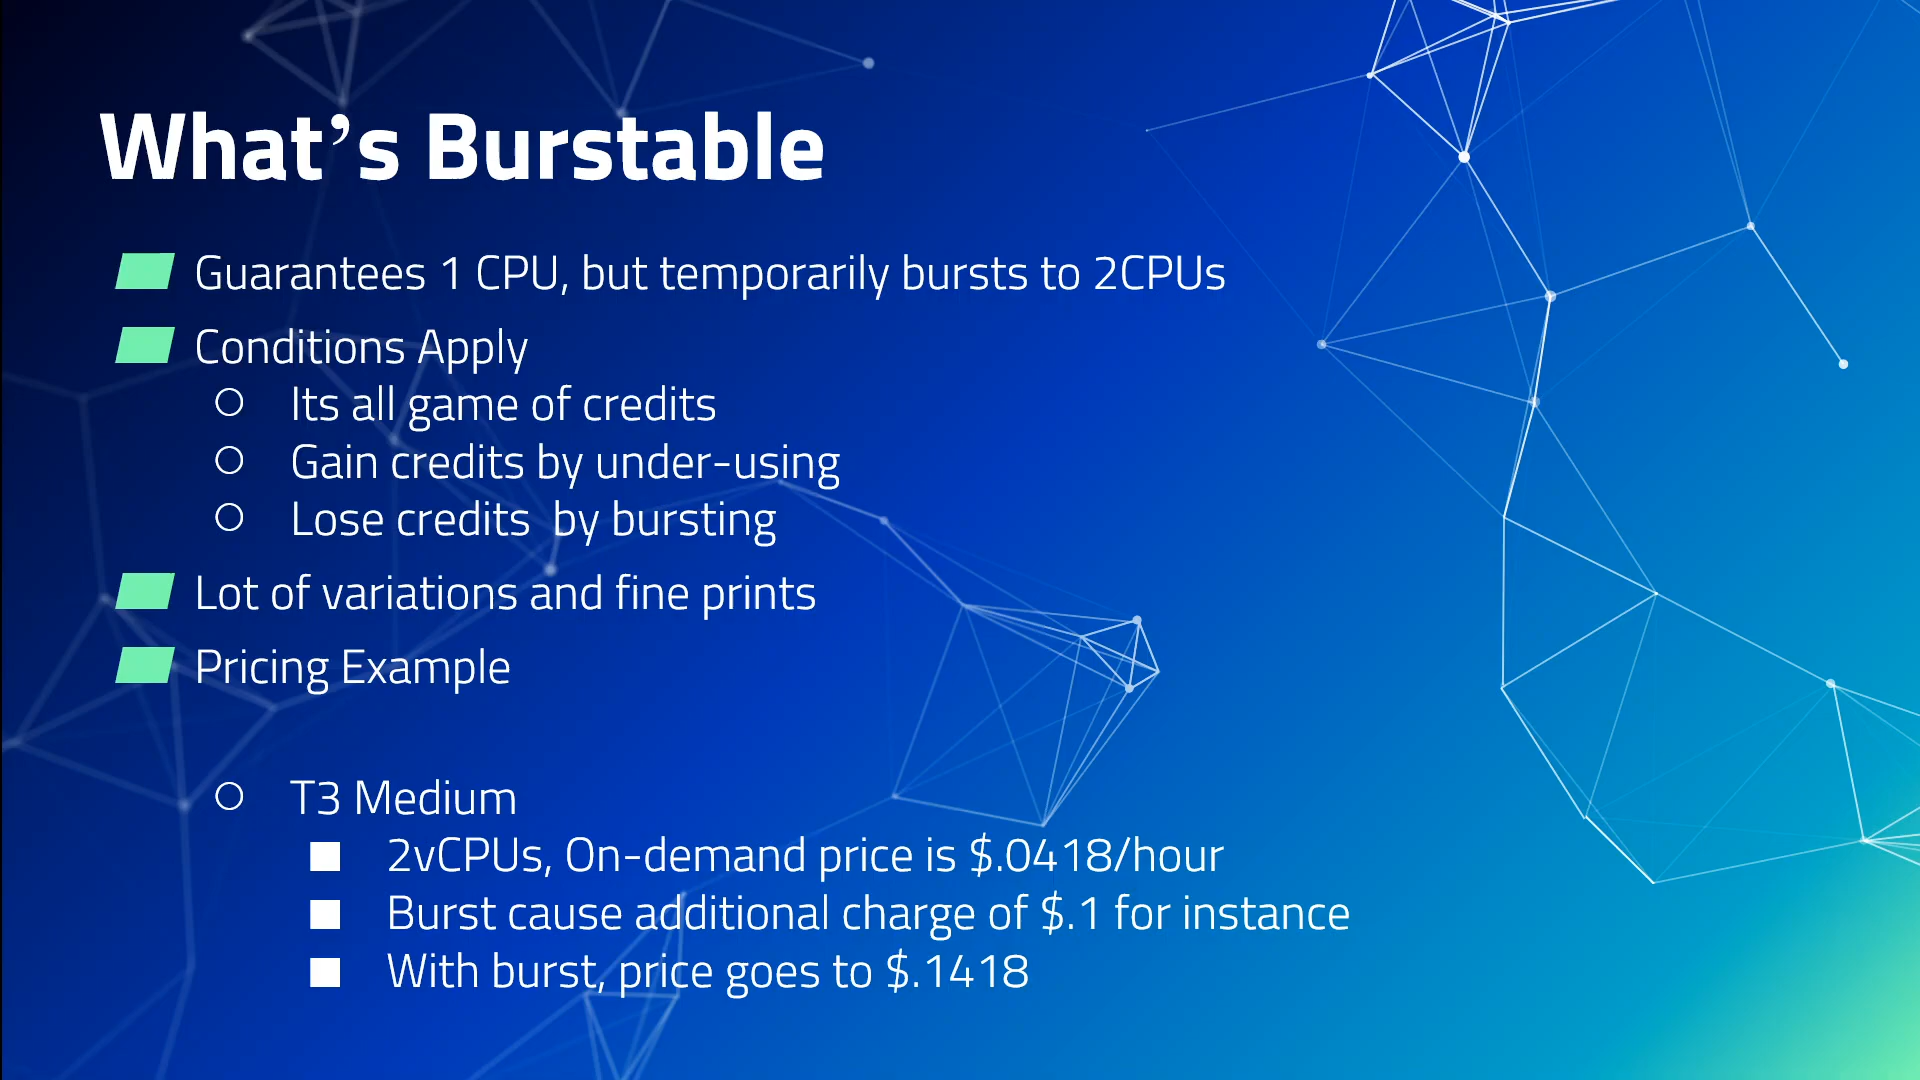 What’s Burstable
Guarantees 1 CPU, but temporarily bursts to 2CPUs
Conditions Apply
Its all game of credits
Gain credits by under-using
Lose credits  by bursting
Lot of variations and fine prints
Pricing Example
T3 Medium
2vCPUs, On-demand price is $.0418/hour
Burst cause additional charge of $.1 for instance
With burst, price goes to $.1418